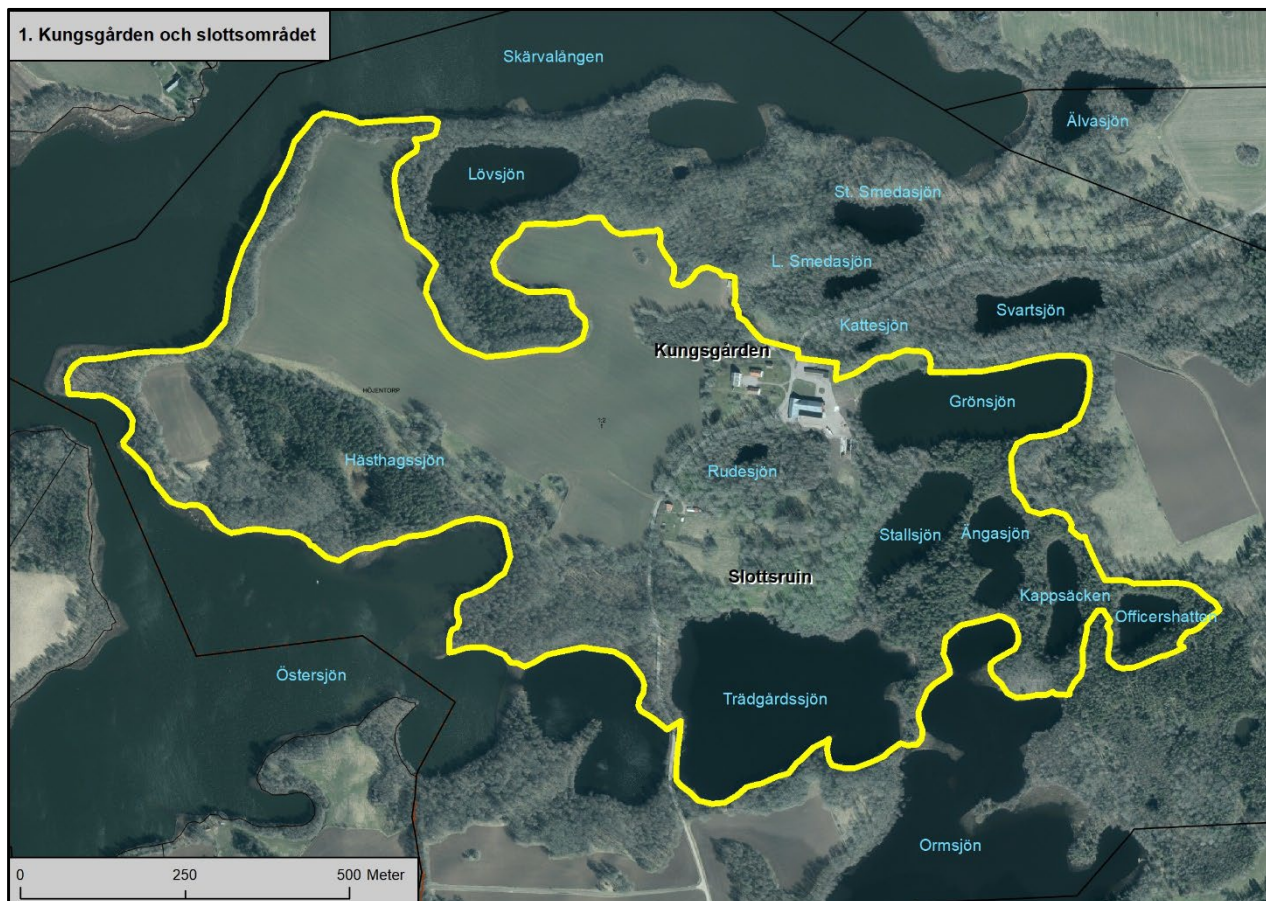 1. Kungsgården och slottsområdet
Skärvalången
Älvasjön
Lövsjön
St. Smedasjön
L. Smedasjön
Svartsjön
Kattesjön
Kungsgården
HÖJENTORP
Grönsjön
Hästhagssjön
Rudesjön
Stallsjön
Ängasjön
Slottsruin
Kappsäcken
Officershatten
Östersjön
Trädgårdssjön
Ormsjön
0 250 500 Meter